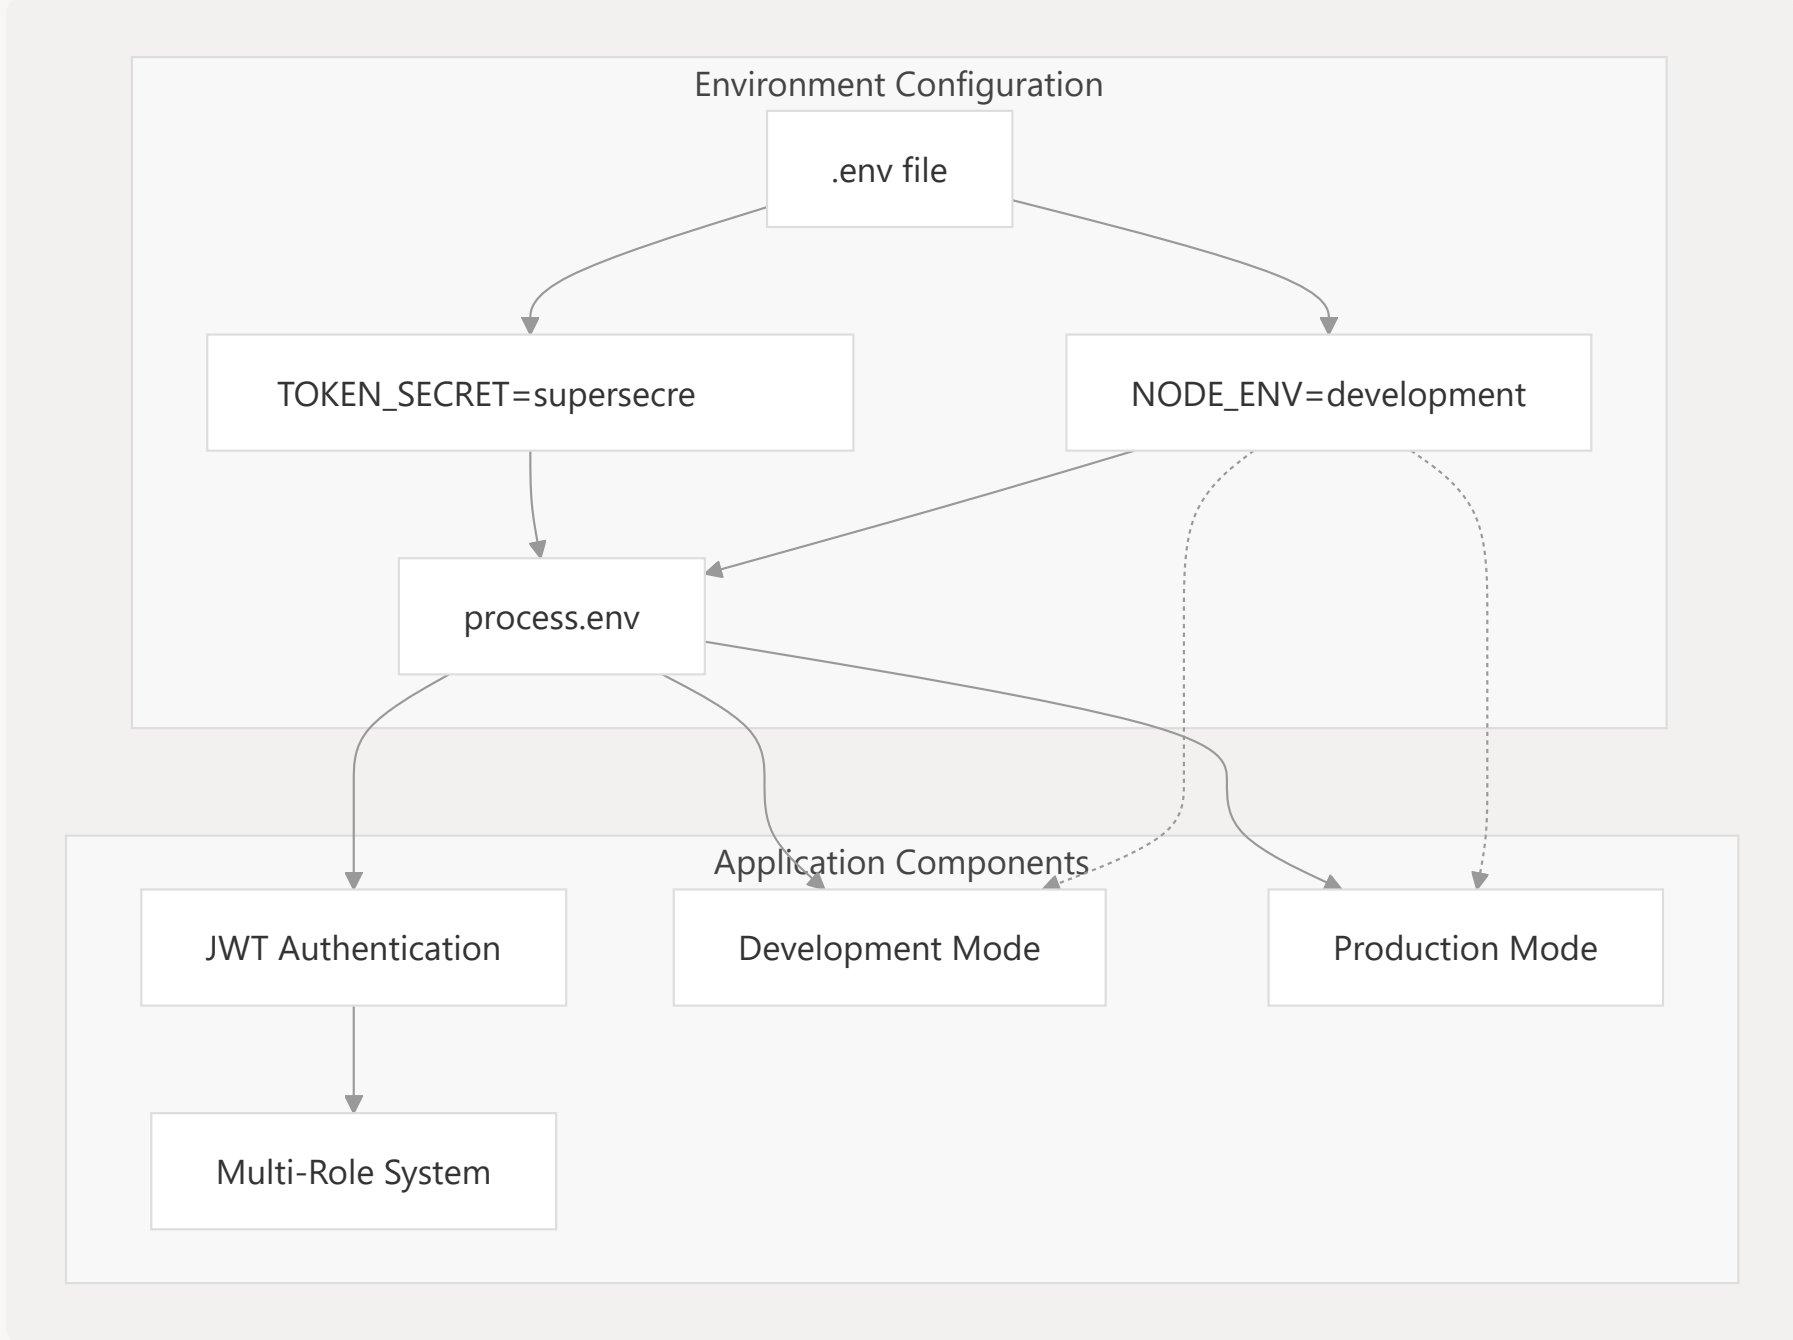 Environment Configuration
.env file
TOKEN_SECRET=supersecre
NODE_ENV=development
process.env
Application Components
JWT Authentication
Development Mode
Production Mode
Multi-Role System